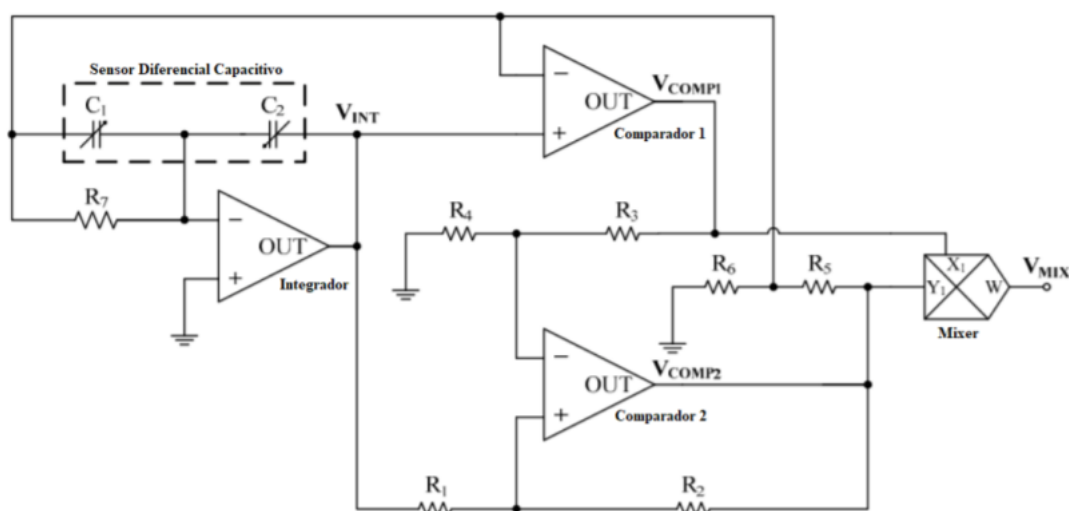 Sensor Diferencial Capacitivo
C1
C2
VINT
R7
−
OUT
+
Integrador
−
OUT
+
VCOMP1
Comparador 1
R4
R3
R6
R5
X1
Y1
W
VMIX
Mixer
−
OUT
+
VCOMP2
Comparador 2
R1
R2